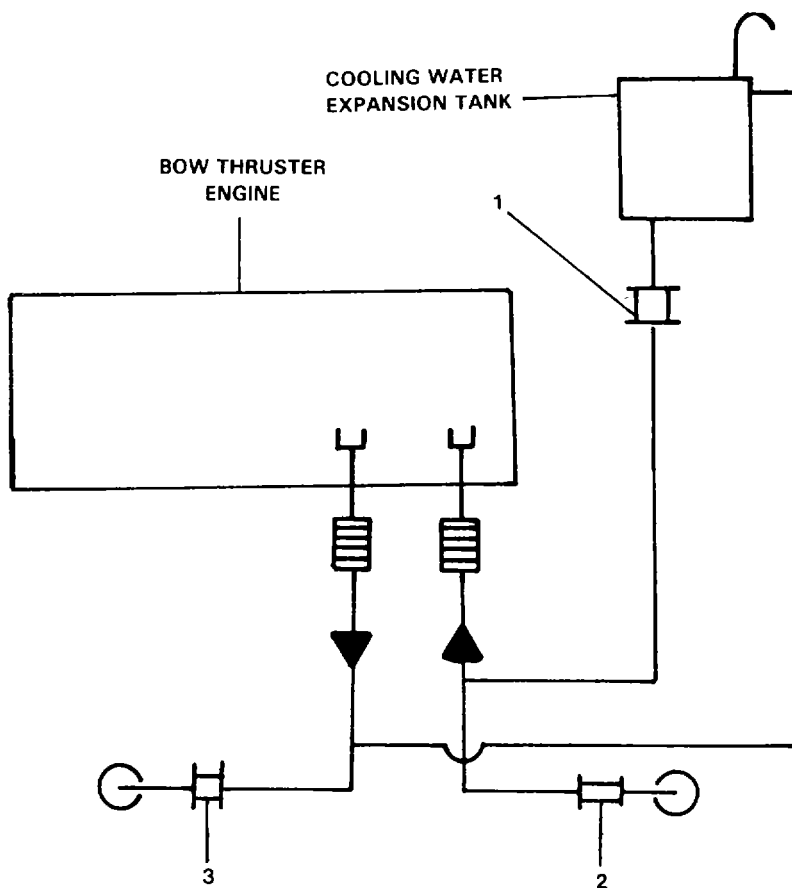 COOLING WATER
EXPANSION TANK
BOW THRUSTER
ENGINE
1
3
2